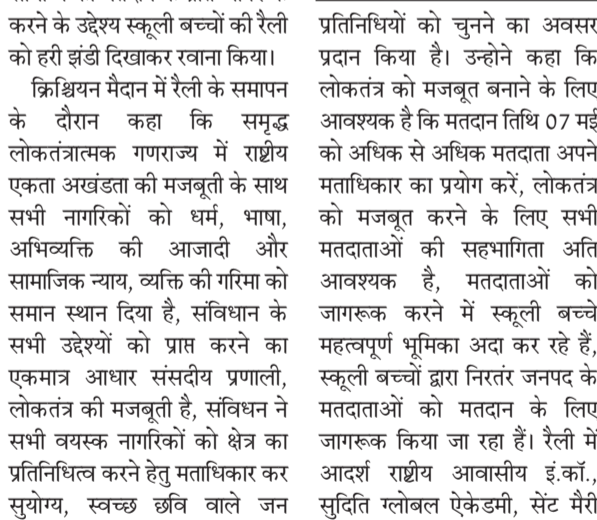 करने के उद्देश्य स्कूली बच्चों की रैली
को हरी झंडी दिखाकर रवाना किया।
क्रिश्चियन मैदान में रैली के समापन
के दौरान कहा कि समृद्ध
लोकतंत्रात्मक गणराज्य में राष्ट्रीय
एकता अखंडता की मजबूती के साथ
सभी नागरिकों को धर्म, भाषा,
अभिव्यक्ति की आजादी और
सामाजिक न्याय, व्यक्ति की गरिमा को
समान स्थान दिया है, संविधान के
सभी उद्देश्यों को प्राप्त करने का
एकमात्र आधार संसदीय प्रणाली,
लोकतंत्र की मजबूती है, संविधन ने
सभी वयस्क नागरिकों को क्षेत्र का
प्रतिनिधित्व करने हेतु मताधिकार कर
सुयोग्य, स्वच्छ छवि वाले जन
प्रतिनिधियों को चुनने का अवसर
प्रदान किया है। उन्होने कहा कि
लोकतंत्र को मजबूत बनाने के लिए
आवश्यक है कि मतदान तिथि 07 मई
को अधिक से अधिक मतदाता अपने
मताधिकार का प्रयोग करें, लोकतंत्र
को मजबूत करने के लिए सभी
मतदाताओं की सहभागिता अति
आवश्यक है, मतदाताओं को
जागरूक करने में स्कूली बच्चे
महत्वपूर्ण भूमिका अदा कर रहे हैं,
स्कूली बच्चों द्वारा निरतंर जनपद के
मतदाताओं को मतदान के लिए
जागरूक किया जा रहा हैं। रैली में
आदर्श राष्ट्रीय आवासीय इं.कॉ.,
सुदिति ग्लोबल ऐकेडमी, सेंट मैरी